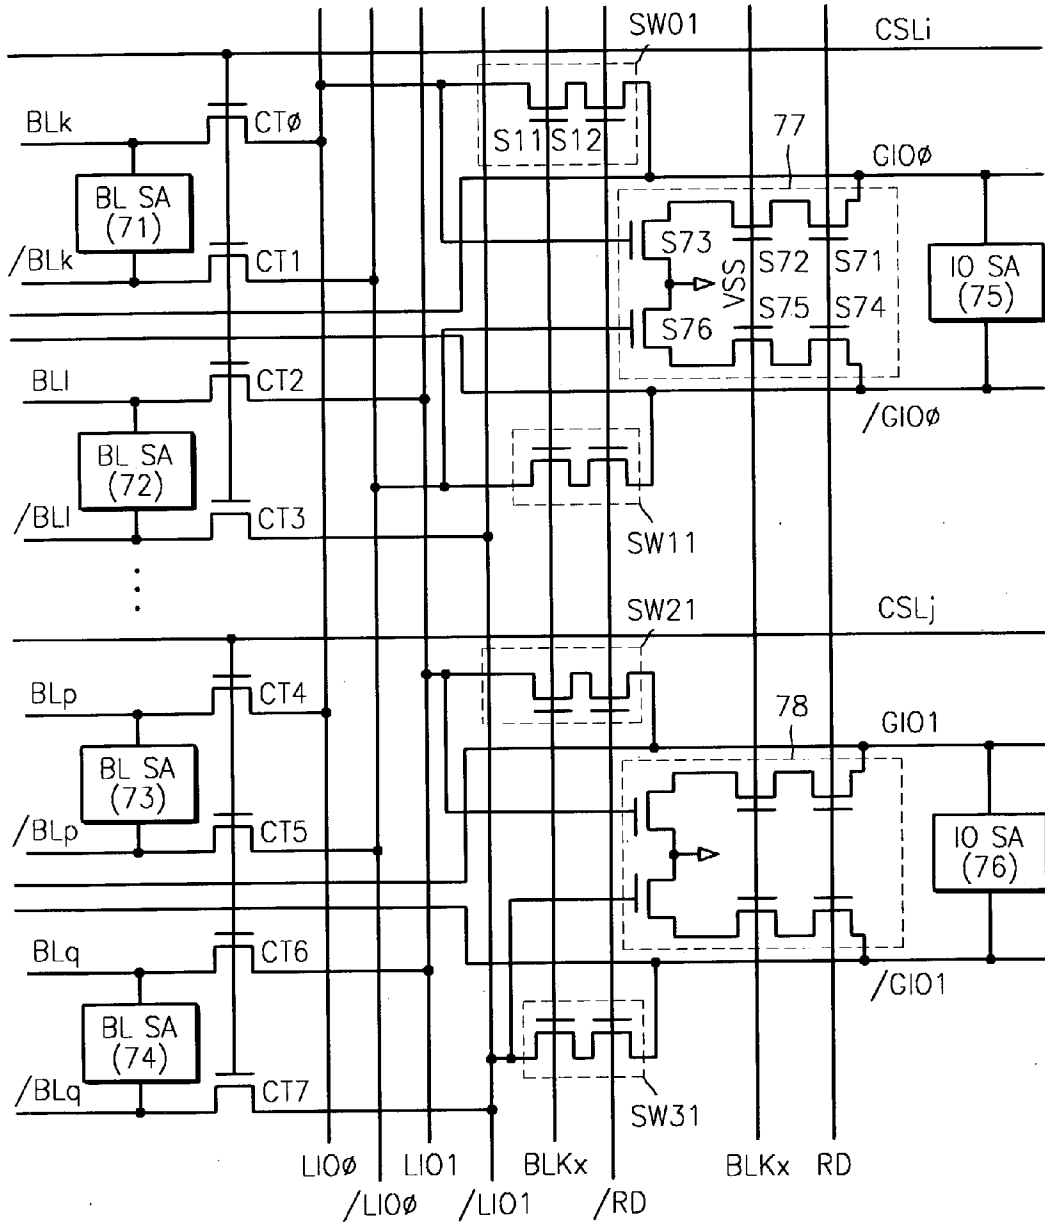 SW01
CSLi
BLk
CTø
S11 S12
77
GIOø
BL SA
(71)
S73
S72
S71
/BLk
CT1
IO SA
(75)
VSS
S76
S75
S74
BLl
CT2
/GIOø
BL SA
(72)
/BLl
CT3
SW11
SW21
CSLj
BLp
CT4
78
GIO1
BL SA
(73)
/BLp
CT5
IO SA
(76)
BLq
CT6
/GIO1
BL SA
(74)
/BLq
CT7
SW31
LIOø
LIO1
BLKx
BLKx
RD
/LIOø
/LIO1
/RD